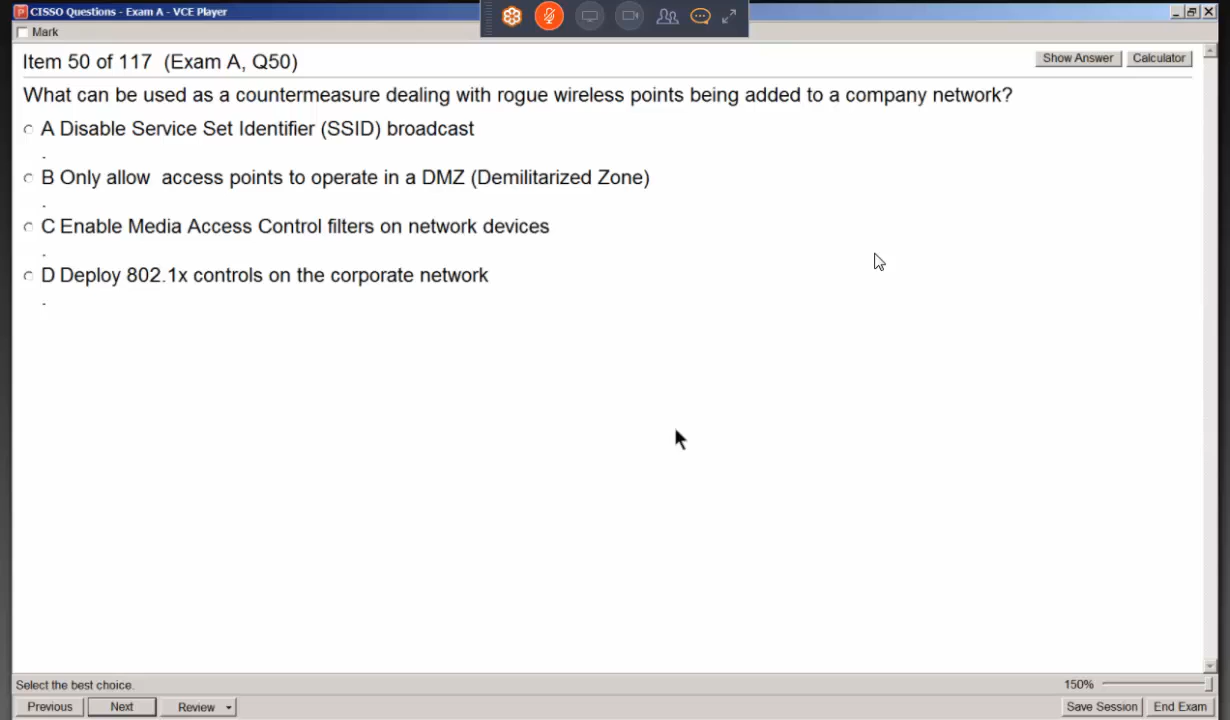 CISSO Questions - Exam A - VCE Player
Mark
Item 50 of 117 (Exam A, Q50)
Show Answer
Calculator
What can be used as a countermeasure dealing with rogue wireless points being added to a company network?
A Disable Service Set Identifier (SSID) broadcast
.
B Only allow access points to operate in a DMZ (Demilitarized Zone)
.
C Enable Media Access Control filters on network devices
.
D Deploy 802.1x controls on the corporate network
.
Select the best choice.
150%
Previous
Next
Review
Save Session
End Exam